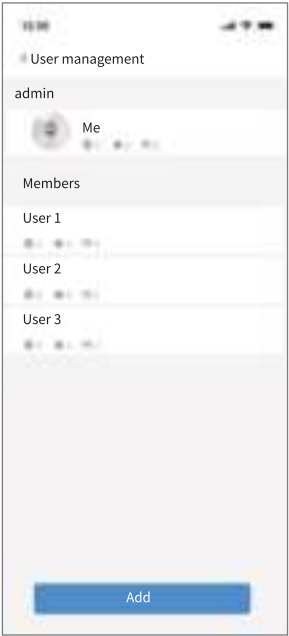 User management
admin
Me
Members
User 1
User 2
User 3
Add